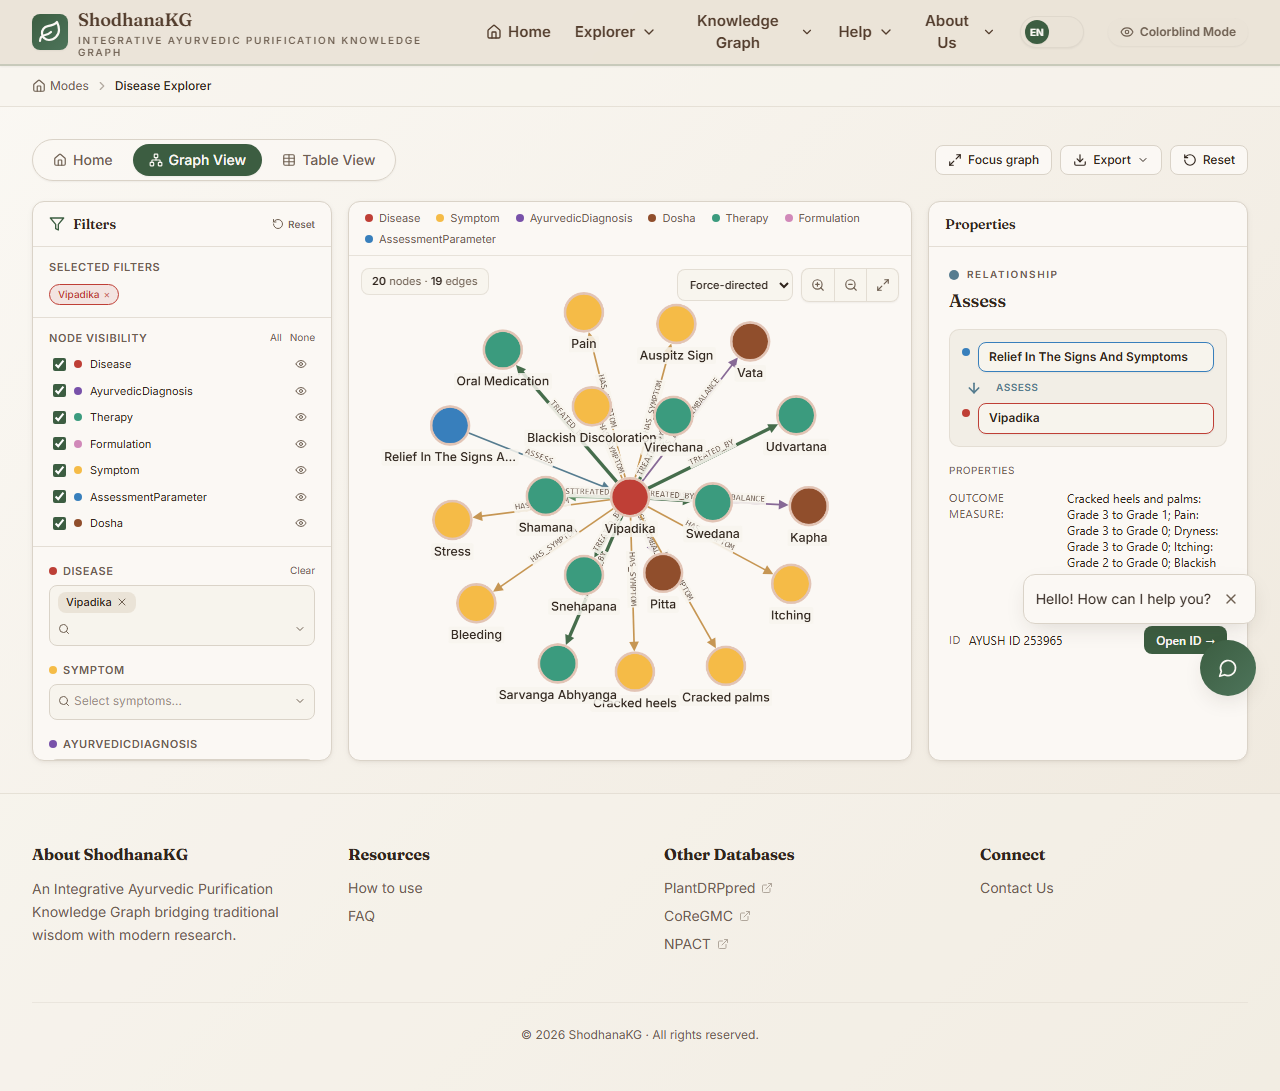 ShodhanaKG
INTEGRATIVE AYURVEDIC PURIFICATION KNOWLEDGE
GRAPH
Home
Explorer
Knowledge
Graph
Help
About
Us
EN
Colorblind Mode
Modes
Disease Explorer
Home
Graph View
Table View
Focus graph
Export
Reset
Filters
Reset
SELECTED FILTERS
Vipadika ×
NODE VISIBILITY
All None
Disease
AyurvedicDiagnosis
Therapy
Formulation
Symptom
AssessmentParameter
Dosha
DISEASE
Clear
Vipadika ×
SYMPTOM
Select symptoms...
AYURVEDICDIAGNOSIS
Disease Symptom AyurvedicDiagnosis Dosha Therapy Formulation
AssessmentParameter
20 nodes · 19 edges
Force-directed
Pain
Auspitz Sign
Vata
Oral Medication
Blackish Discoloration
Virechana
Udvartana
Relief In The Signs A...
TREATED
ASSESS
TREATED_BY
Shamana
Vipadika
Swedana
Kapha
Stress
HAS_SYMPTOM
Snehapana
Pitta
Itching
Bleeding
Sarvanga Abhyanga
Cracked heels
Cracked palms
Properties
RELATIONSHIP
Assess
Relief In The Signs And Symptoms
ASSESS
Vipadika
PROPERTIES
OUTCOME
MEASURE:
Cracked heels and palms:
Grade 3 to Grade 1; Pain:
Grade 3 to Grade 0; Dryness:
Grade 3 to Grade 0; Itching:
Grade 2 to Grade 0; Blackish
Hello! How can I help you?
ID AYUSH ID 253965
Open ID →
About ShodhanaKG
An Integrative Ayurvedic Purification
Knowledge Graph bridging traditional
wisdom with modern research.
Resources
How to use
FAQ
Other Databases
PlantDRPpred
CoReGMC
NPACT
Connect
Contact Us
© 2026 ShodhanaKG · All rights reserved.